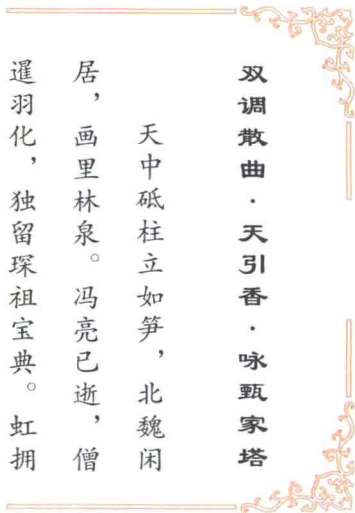 双调散曲·天引香·咏甄家塔
天中砥柱立如笋，北魏闲
居，画里林泉。冯亮已逝，僧
暹羽化，独留琛祖宝典。虹拥